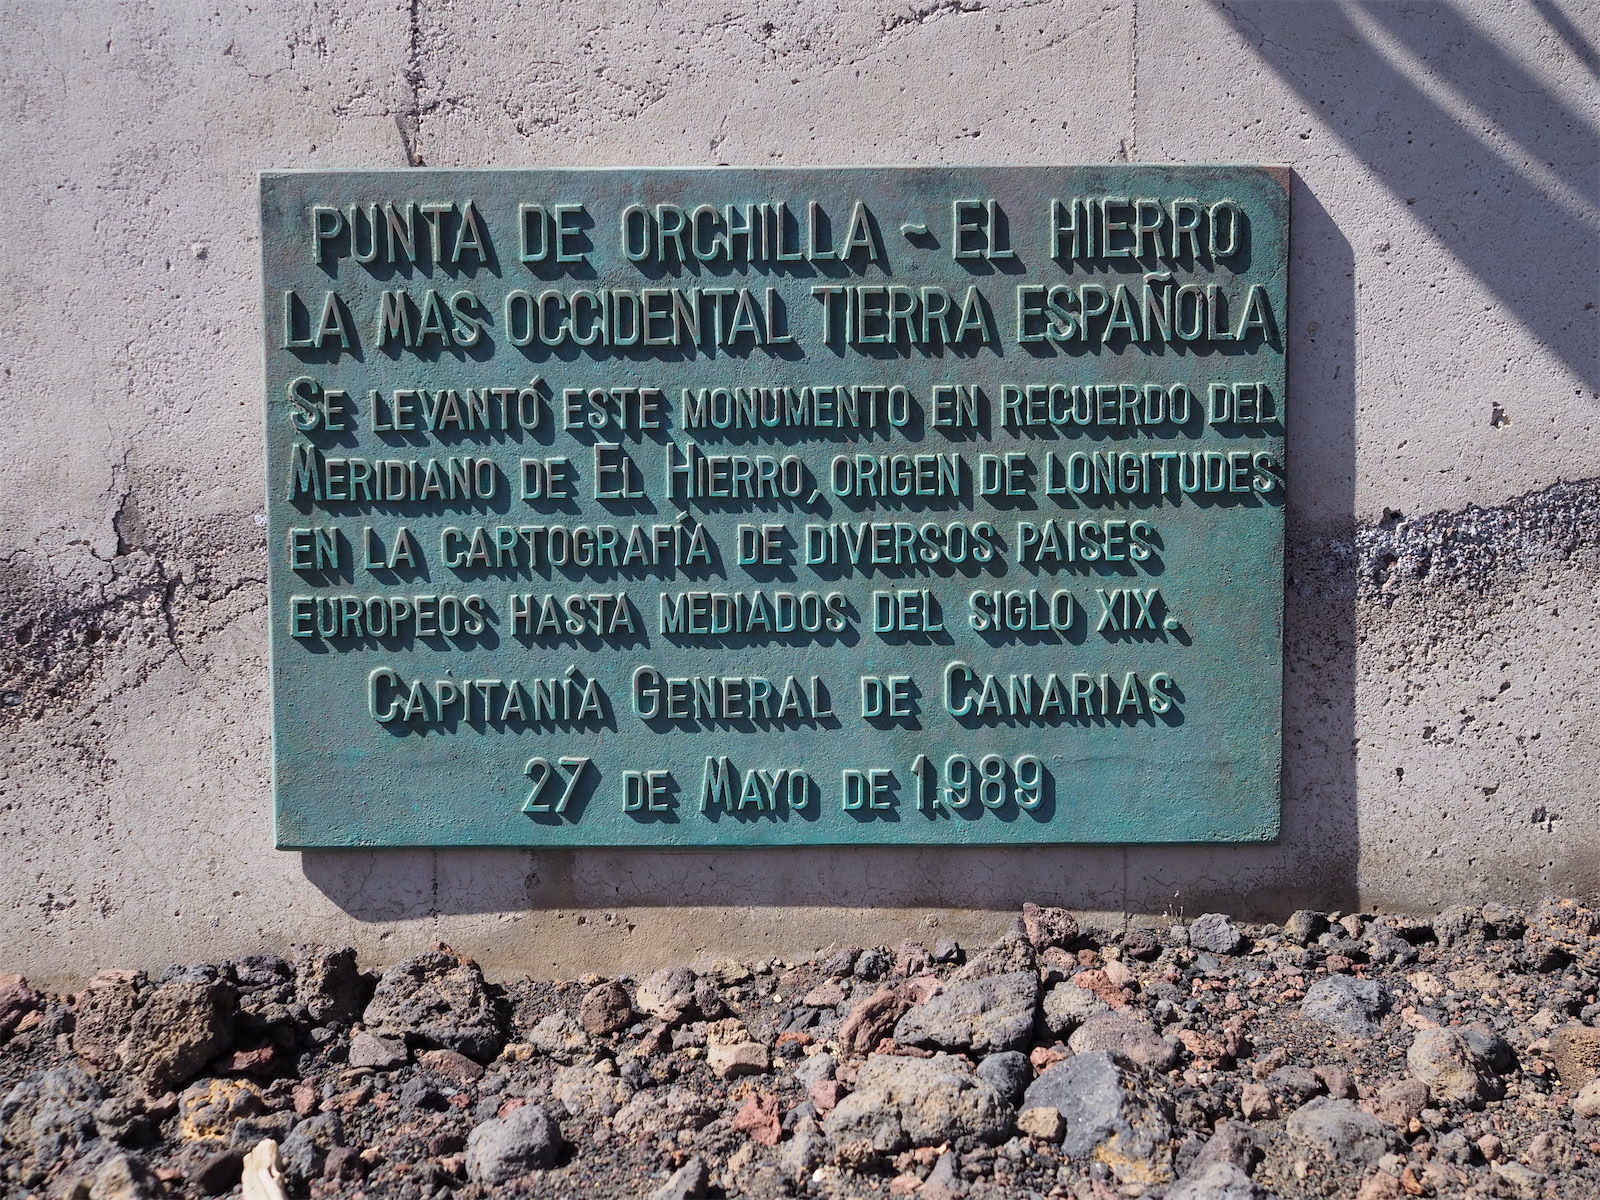 PUNTA DE ORCHILLA ~ EL HIERRO
LA MAS OCCIDENTAL TIERRA ESPAÑOLA
SE LEVANTÓ ESTE MONUMENTO EN RECUERDO DEL
MERIDIANO DE EL HIERRO, ORIGEN DE LONGITUDES
EN LA CARTOGRAFÍA DE DIVERSOS PAISES
EUROPEOS HASTA MEDIADOS DEL SIGLO XIX.
CAPITANÍA GENERAL DE CANARIAS
27 DE MAYO DE 1.989